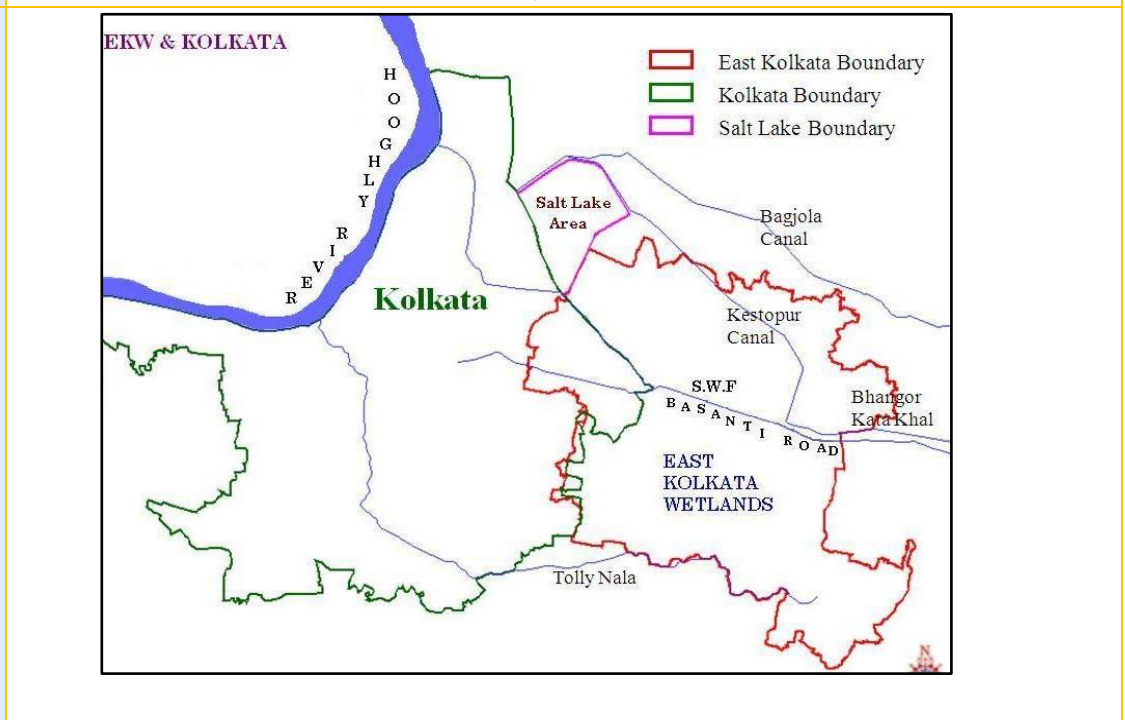 EKW & KOLKATA
East Kolkata Boundary
Kolkata Boundary
Salt Lake Boundary
HOOGHLY
RIVER
Salt Lake
Area
Bagjola
Canal
Kolkata
Kestopur
Canal
S.W.F
BASANTI ROAD
Bhangor
Kata Khal
EAST
KOLKATA
WETLANDS
Tolly Nala
N